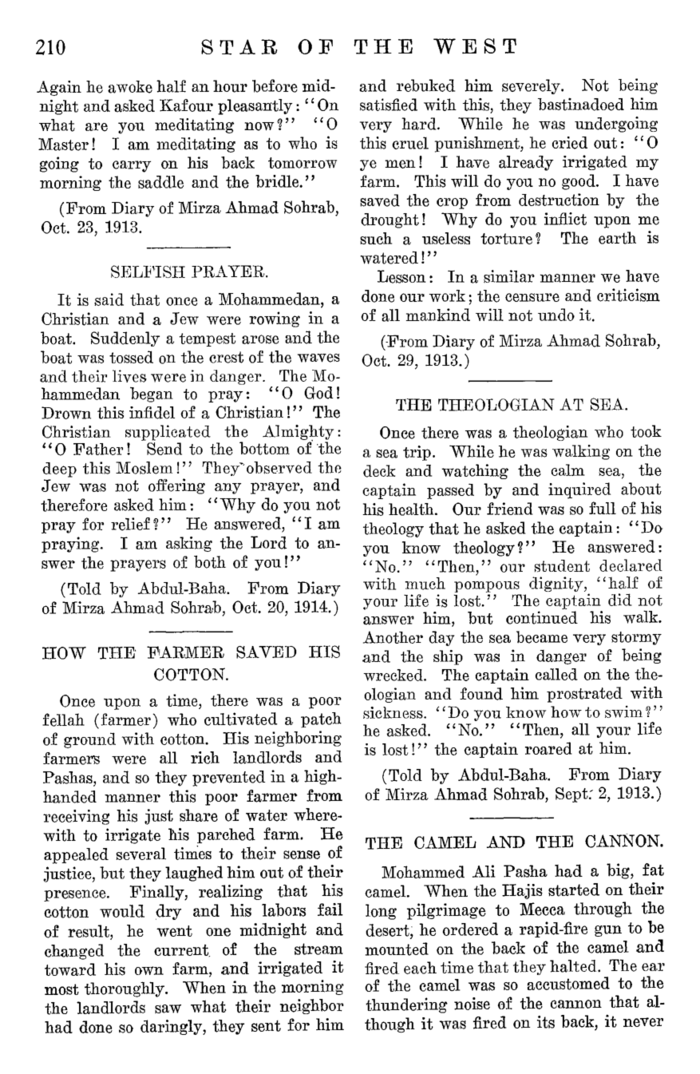 210 STAR OF THE WEST
Again he awoke half an hour before mid-
night and asked Kafour pleasantly: "On
what are you meditating now?" "O
Master! I am meditating as to who is
going to carry on his back tomorrow
morning the saddle and the bridle."
(From Diary of Mirza Ahmad Sohrab,
Oct. 23, 1913.
SELFISH PRAYER.
It is said that once a Mohammedan, a
Christian and a Jew were rowing in a
boat. Suddenly a tempest arose and the
boat was tossed on the crest of the waves
and their lives were in danger. The Mo-
hammedan began to pray: "O God!
Drown this infidel of a Christian!" The
Christian supplicated the Almighty:
"O Father! Send to the bottom of the
deep this Moslem!" They observed the
Jew was not offering any prayer, and
therefore asked him: "Why do you not
pray for relief?" He answered, "I am
praying. I am asking the Lord to an-
swer the prayers of both of you!"
(Told by Abdul-Baha. From Diary
of Mirza Ahmad Sohrab, Oct. 20, 1914.)
HOW THE FARMER SAVED HIS
COTTON.
Once upon a time, there was a poor
fellah (farmer) who cultivated a patch
of ground with cotton. His neighboring
farmers were all rich landlords and
Pashas, and so they prevented in a high-
handed manner this poor farmer from
receiving his just share of water where-
with to irrigate his parched farm. He
appealed several times to their sense of
justice, but they laughed him out of their
presence. Finally, realizing that his
cotton would dry and his labors fail
of result, he went one midnight and
changed the current of the stream
toward his own farm, and irrigated it
most thoroughly. When in the morning
the landlords saw what their neighbor
had done so daringly, they sent for him
and rebuked him severely. Not being
satisfied with this, they bastinadoed him
very hard. While he was undergoing
this cruel punishment, he cried out: "O
ye men! I have already irrigated my
farm. This will do you no good. I have
saved the crop from destruction by the
drought! Why do you inflict upon me
such a useless torture? The earth is
watered!"
Lesson: In a similar manner we have
done our work; the censure and criticism
of all mankind will not undo it.
(From Diary of Mirza Ahmad Sohrab,
Oct. 29, 1913.)
THE THEOLOGIAN AT SEA.
Once there was a theologian who took
a sea trip. While he was walking on the
deck and watching the calm sea, the
captain passed by and inquired about
his health. Our friend was so full of his
theology that he asked the captain: "Do
you know theology?" He answered:
"No." "Then," our student declared
with much pompous dignity, "half of
your life is lost." The captain did not
answer him, but continued his walk.
Another day the sea became very stormy
and the ship was in danger of being
wrecked. The captain called on the the-
ologian and found him prostrated with
sickness. "Do you know how to swim?"
he asked. "No." "Then, all your life
is lost!" the captain roared at him.
(Told by Abdul-Baha. From Diary
of Mirza Ahmad Sohrab, Sept. 2, 1913.)
THE CAMEL AND THE CANNON.
Mohammed Ali Pasha had a big, fat
camel. When the Hajis started on their
long pilgrimage to Mecca through the
desert, he ordered a rapid-fire gun to be
mounted on the back of the camel and
fired each time that they halted. The ear
of the camel was so accustomed to the
thundering noise of the cannon that al-
though it was fired on its back, it never